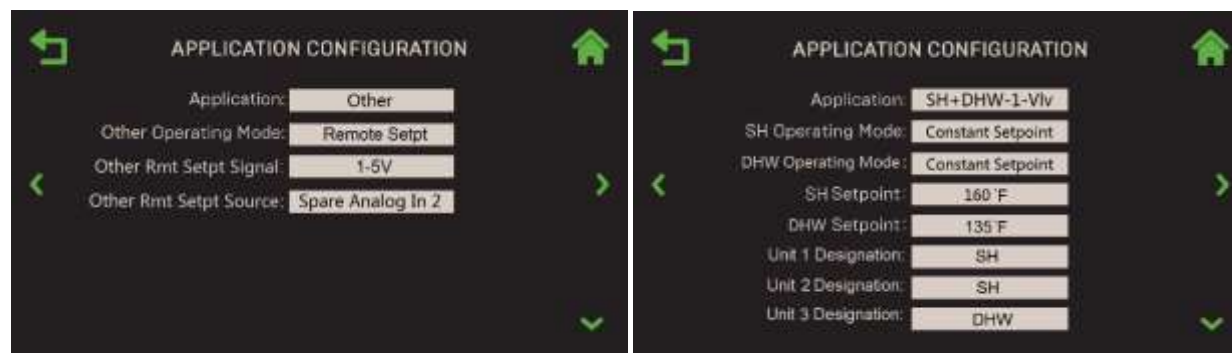 APPLICATION CONFIGURATION
Application: Other
Other Operating Mode: Remote Setpt
Other Rmt Setpt Signal: 1-5V
Other Rmt Setpt Source: Spare Analog In 2
APPLICATION CONFIGURATION
Application: SH+DHW-1-Vlv
SH Operating Mode: Constant Setpoint
DHW Operating Mode: Constant Setpoint
SH Setpoint: 160°F
DHW Setpoint: 135°F
Unit 1 Designation: SH
Unit 2 Designation: SH
Unit 3 Designation: DHW